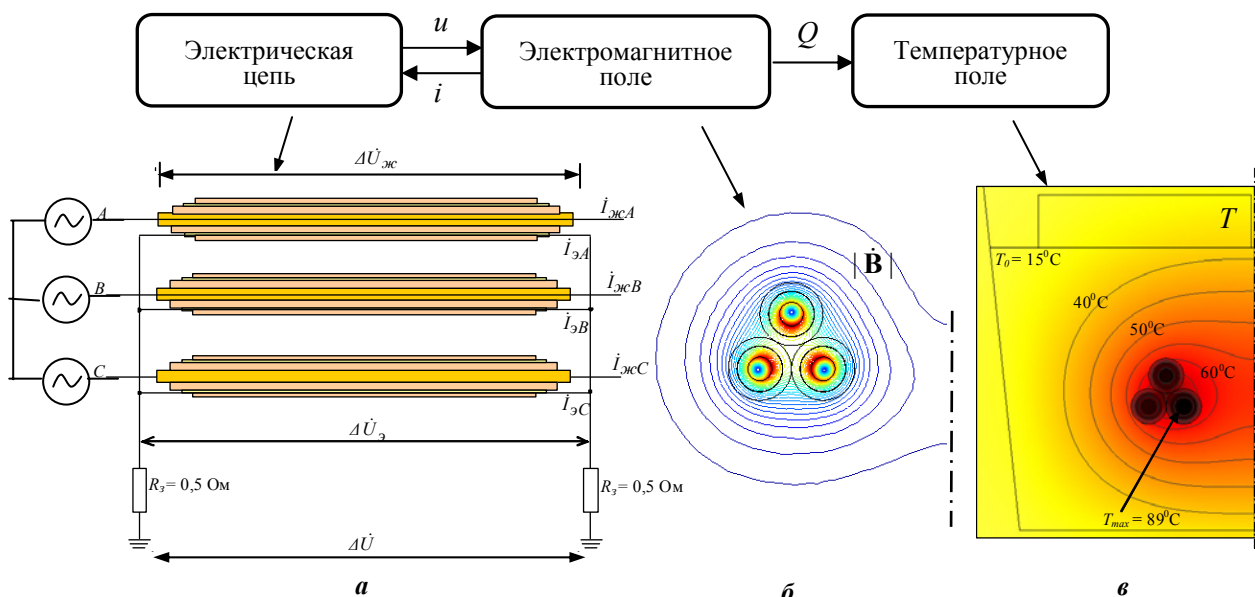 Электрическая
цепь
u
i̇
Электромагнитное
поле
Q
Температурное
поле
ΔU̇ж
A
İжA
İэA
B
İжB
İэB
C
İжC
İэC
ΔU̇э
Rз= 0,5 Ом
Rз= 0,5 Ом
ΔU̇
|Ḃ|
T
T0= 15⁰C
40⁰C
50⁰C
60⁰C
Tmax = 89⁰C
а
б
в